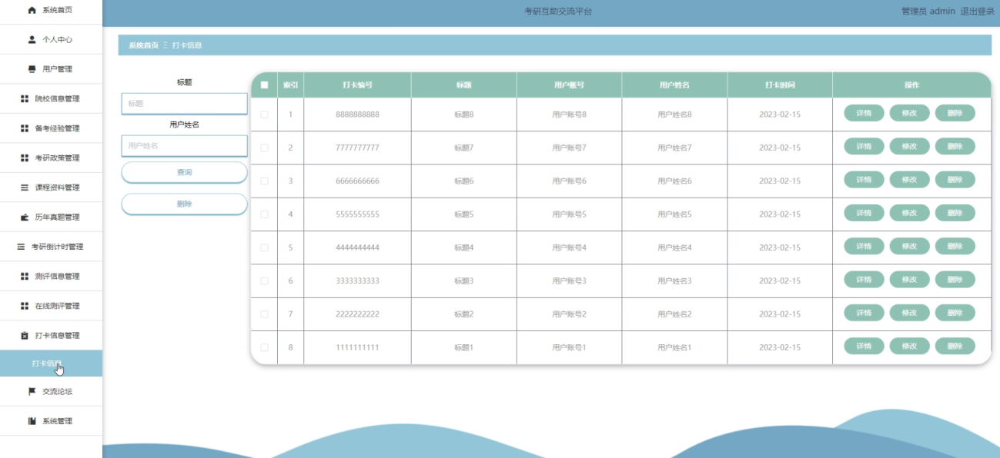 考研互助交流平台
管理员 admin 退出登录
系统首页
个人中心
用户管理
院校信息管理
备考经验管理
考研政策管理
课程资料管理
历年真题管理
考研倒计时管理
测评信息管理
在线测评管理
打卡信息管理
打卡信息
交流论坛
系统管理
系统首页 打卡信息
标题
标题
用户姓名
用户姓名
查询
删除
索引 打卡编号 标题 用户账号 用户姓名 打卡时间 操作
1 8888888888 标题8 用户账号8 用户姓名8 2023-02-15 详情 修改 删除
2 7777777777 标题7 用户账号7 用户姓名7 2023-02-15 详情 修改 删除
3 6666666666 标题6 用户账号6 用户姓名6 2023-02-15 详情 修改 删除
4 5555555555 标题5 用户账号5 用户姓名5 2023-02-15 详情 修改 删除
5 4444444444 标题4 用户账号4 用户姓名4 2023-02-15 详情 修改 删除
6 3333333333 标题3 用户账号3 用户姓名3 2023-02-15 详情 修改 删除
7 2222222222 标题2 用户账号2 用户姓名2 2023-02-15 详情 修改 删除
8 1111111111 标题1 用户账号1 用户姓名1 2023-02-15 详情 修改 删除